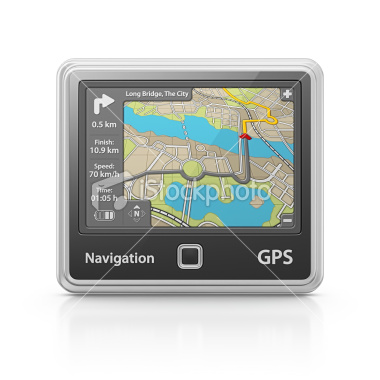 Long Bridge, The City
0.5 km
Finish:
10.9 km
Speed:
70 km/h
Time:
01:05 h
N
iStockphoto
Navigation
GPS